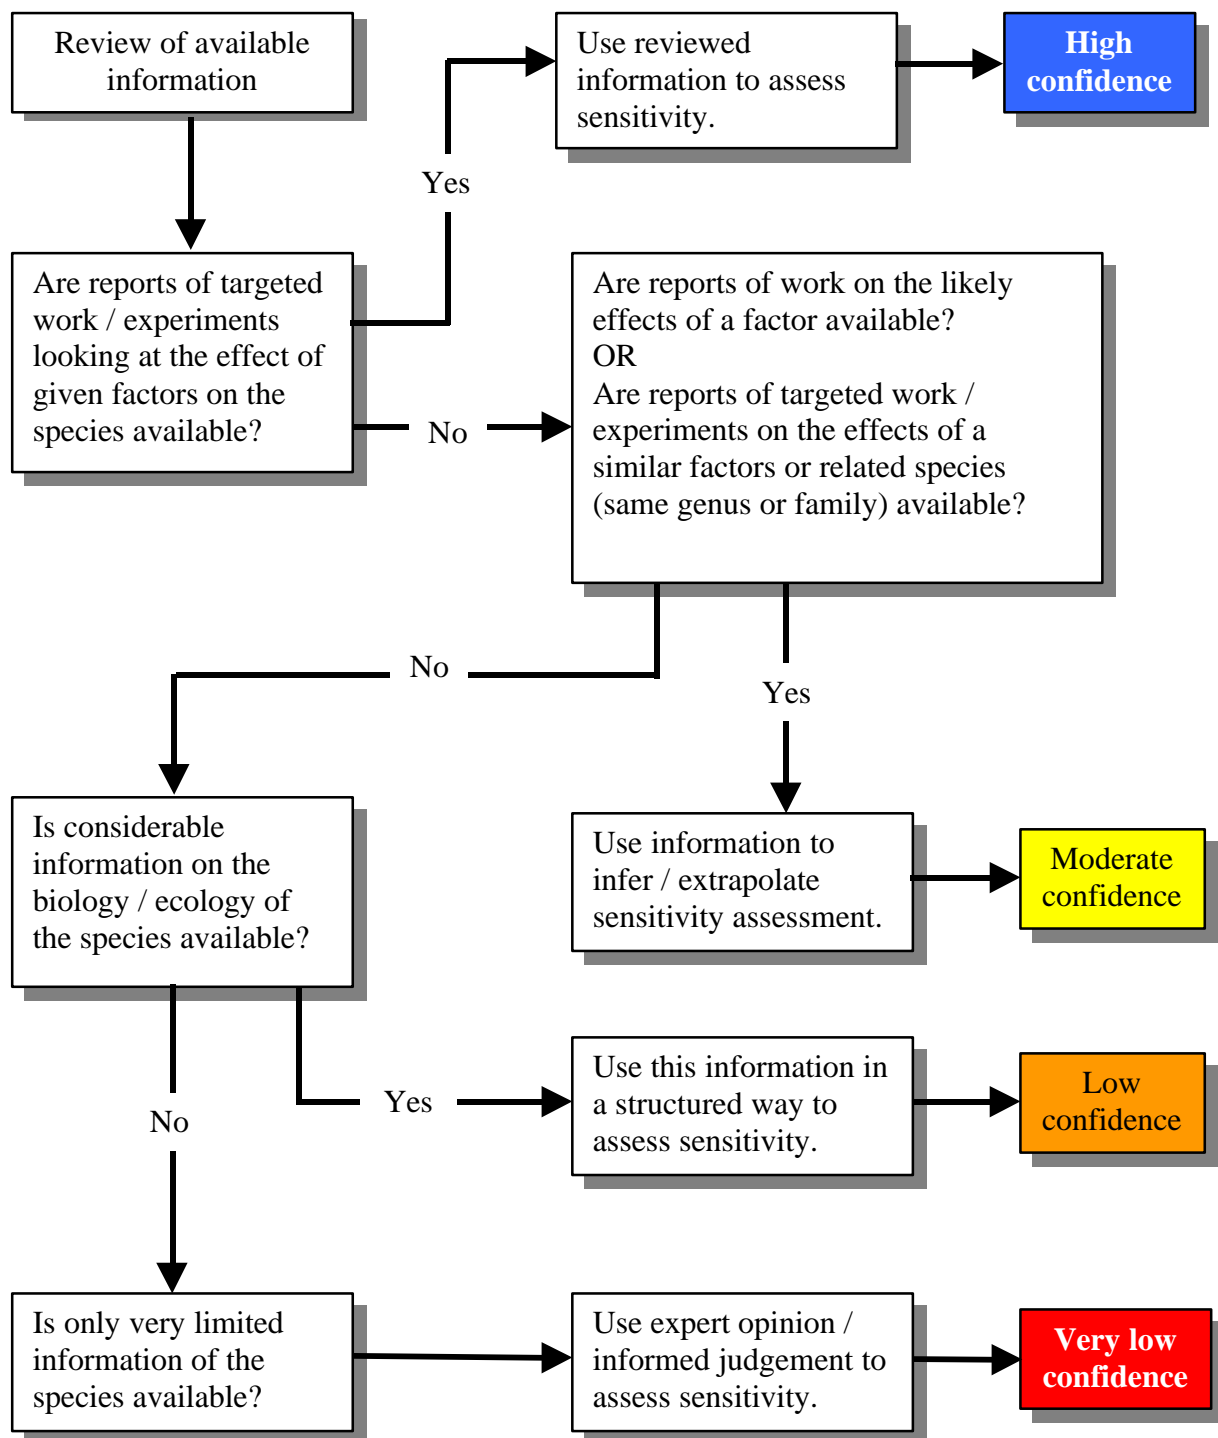 Review of available
information
Use reviewed
information to assess
sensitivity.
High
confidence
Yes
Are reports of targeted
work / experiments
looking at the effect of
given factors on the
species available?
No
Are reports of work on the likely
effects of a factor available?
OR
Are reports of targeted work /
experiments on the effects of a
similar factors or related species
(same genus or family) available?
No
Yes
Is considerable
information on the
biology / ecology of
the species available?
Use information to
infer / extrapolate
sensitivity assessment.
Moderate
confidence
Yes
Use this information in
a structured way to
assess sensitivity.
Low
confidence
No
Is only very limited
information of the
species available?
Use expert opinion /
informed judgement to
assess sensitivity.
Very low
confidence